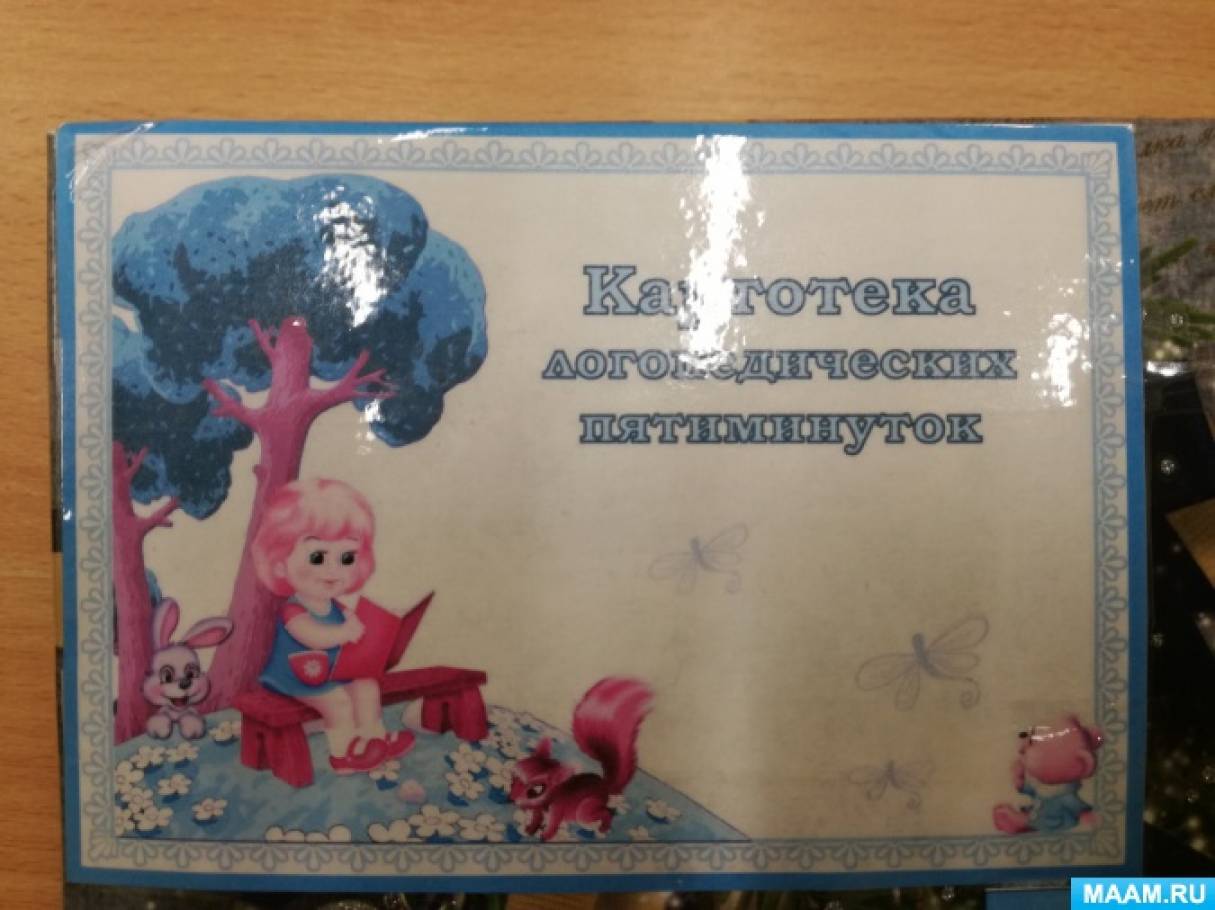 Картотека
логопедических
пятиминуток
MAAM.RU